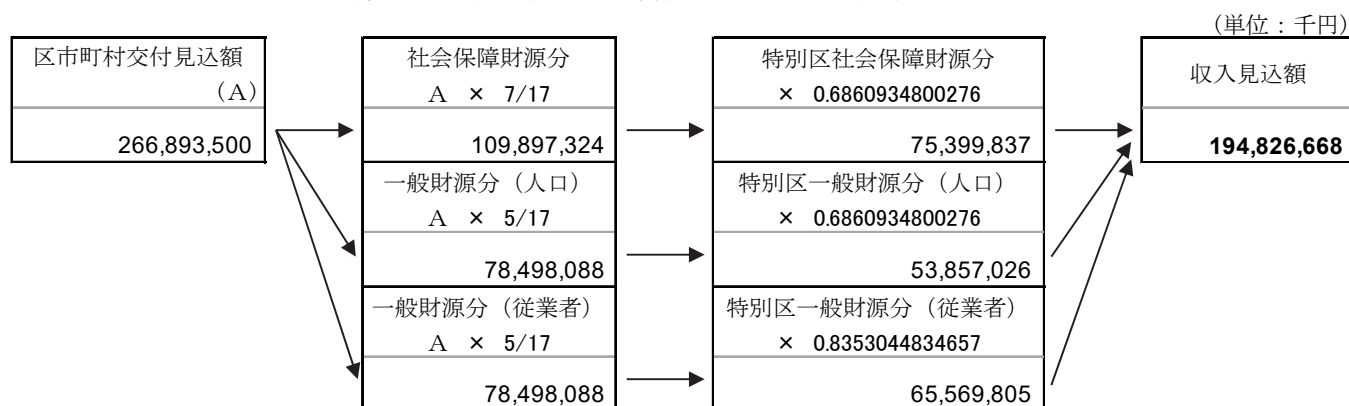 （単位：千円）
区市町村交付見込額
（A）
266,893,500
社会保障財源分
A × 7/17
109,897,324
一般財源分（人口）
A × 5/17
78,498,088
一般財源分（従業者）
A × 5/17
78,498,088
特別区社会保障財源分
× 0.6860934800276
75,399,837
特別区一般財源分（人口）
× 0.6860934800276
53,857,026
特別区一般財源分（従業者）
× 0.8353044834657
65,569,805
収入見込額
194,826,668